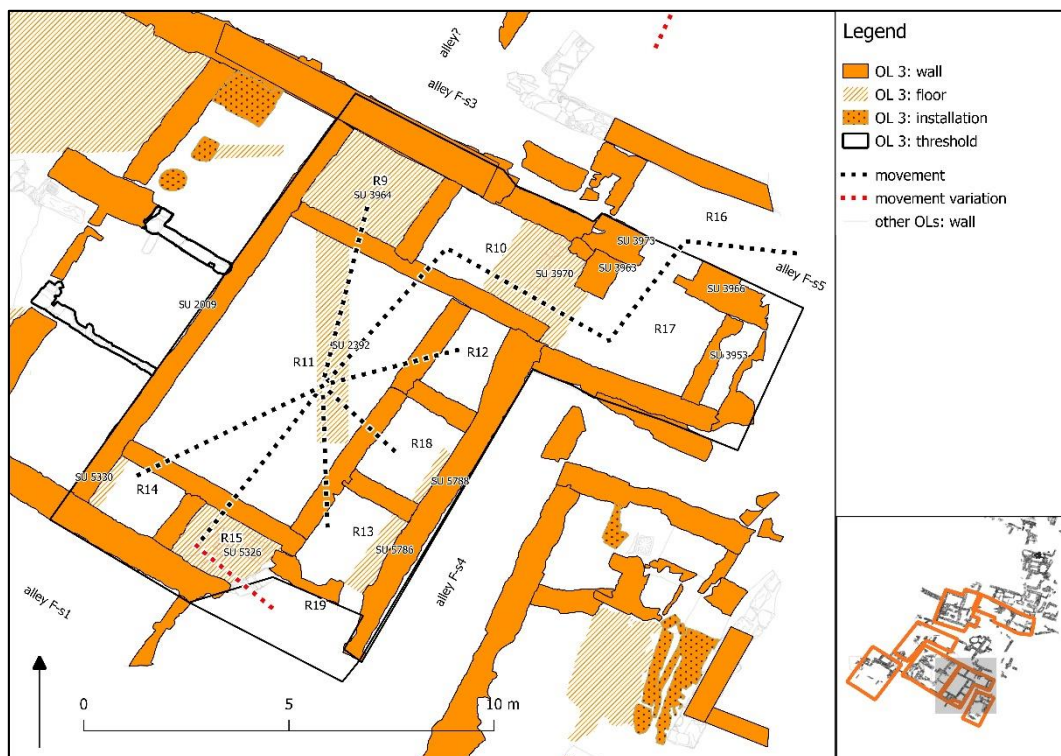 alley?
alley F-s3
R9
SU 3964
R10
SU 3973
R16
SU 3970
SU 3963
alley F-s5
SU 3966
SU 2009
R17
SU 2392
R11
R12
SU 3953
R18
SU 5330
R14
SU 5788
R15
SU 5326
R13
SU 5786
R19
alley F-s4
alley F-s1
0
5
10 m
Legend
OL 3: wall
OL 3: floor
OL 3: installation
OL 3: threshold
movement
movement variation
other OLs: wall